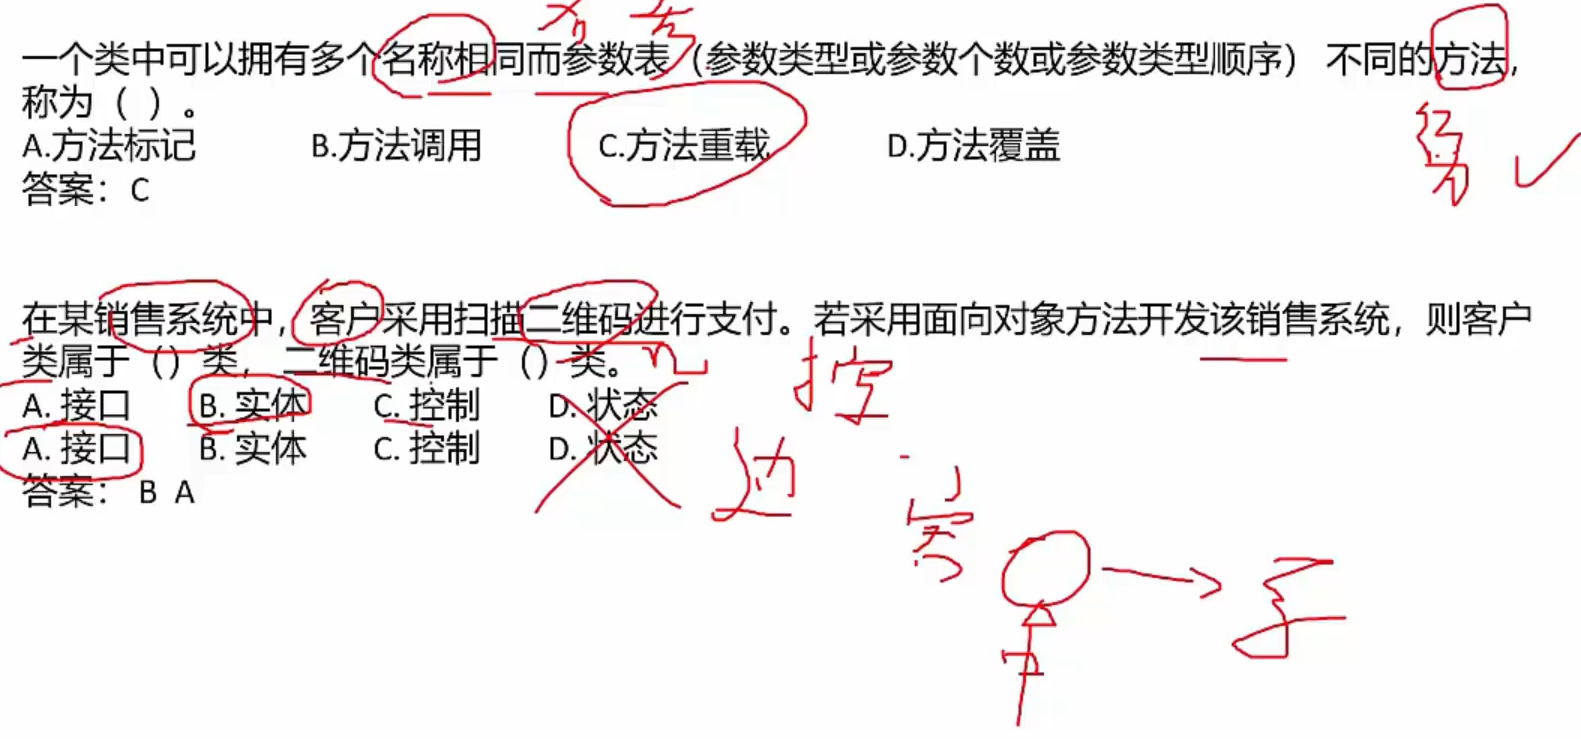 一个类中可以拥有多个名称相同而参数表（参数类型或参数个数或参数类型顺序） 不同的方法,
称为（ ）。
A.方法标记 B.方法调用 C.方法重载 D.方法覆盖
答案：C
在某销售系统中，客户采用扫描二维码进行支付。若采用面向对象方法开发该销售系统，则客户
类属于（）类，二维码类属于（）类。
A. 接口 B. 实体 C. 控制 D. 状态
A. 接口 B. 实体 C. 控制 D. 状态
答案： B A
边